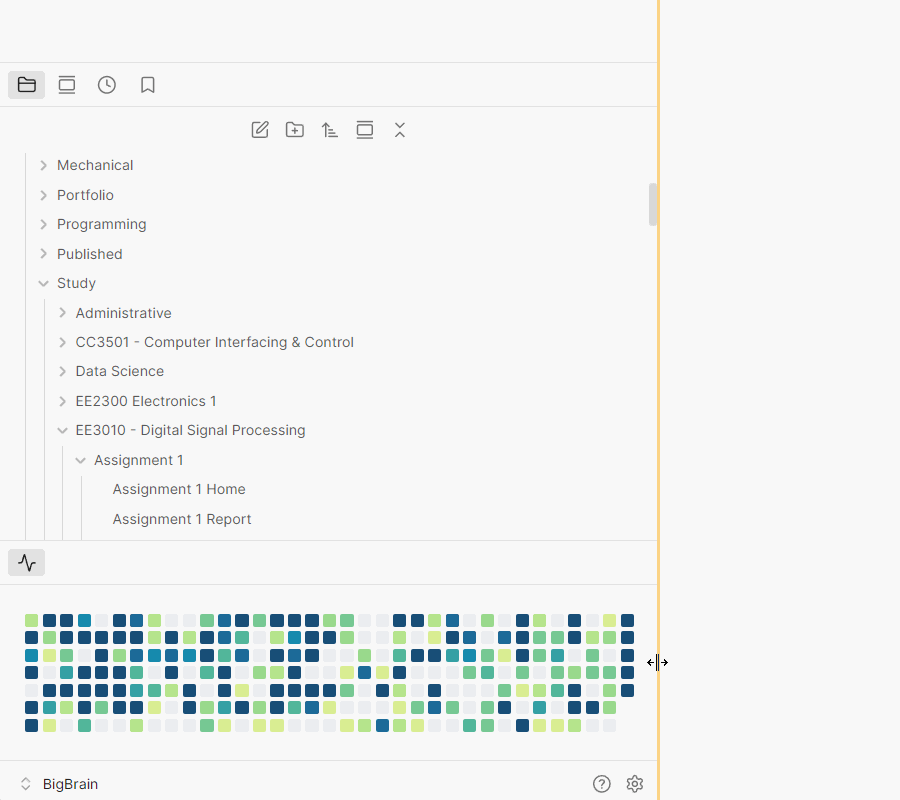 Mechanical
Portfolio
Programming
Published
Study
Administrative
CC3501 - Computer Interfacing & Control
Data Science
EE2300 Electronics 1
EE3010 - Digital Signal Processing
Assignment 1
Assignment 1 Home
Assignment 1 Report
BigBrain